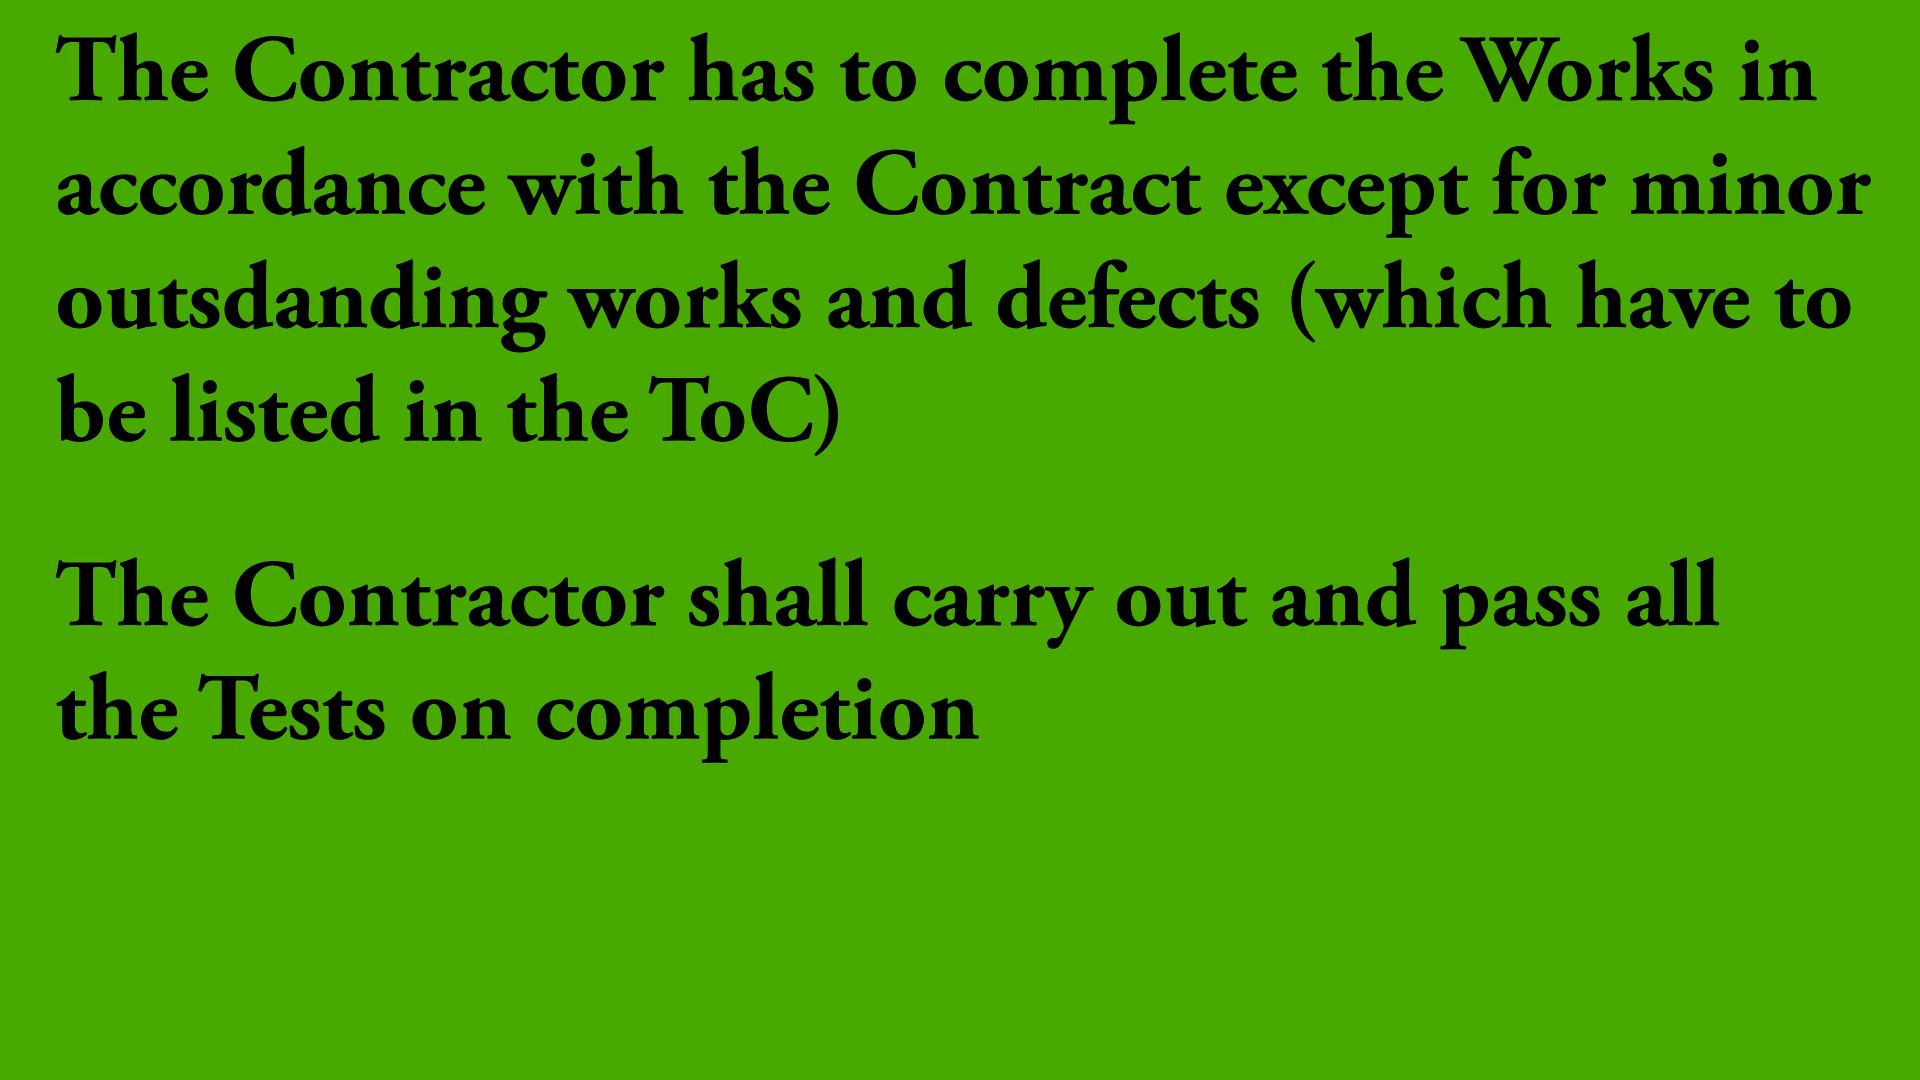 The Contractor has to complete the Works in
accordance with the Contract except for minor
outsdanding works and defects (which have to
be listed in the ToC)
The Contractor shall carry out and pass all
the Tests on completion